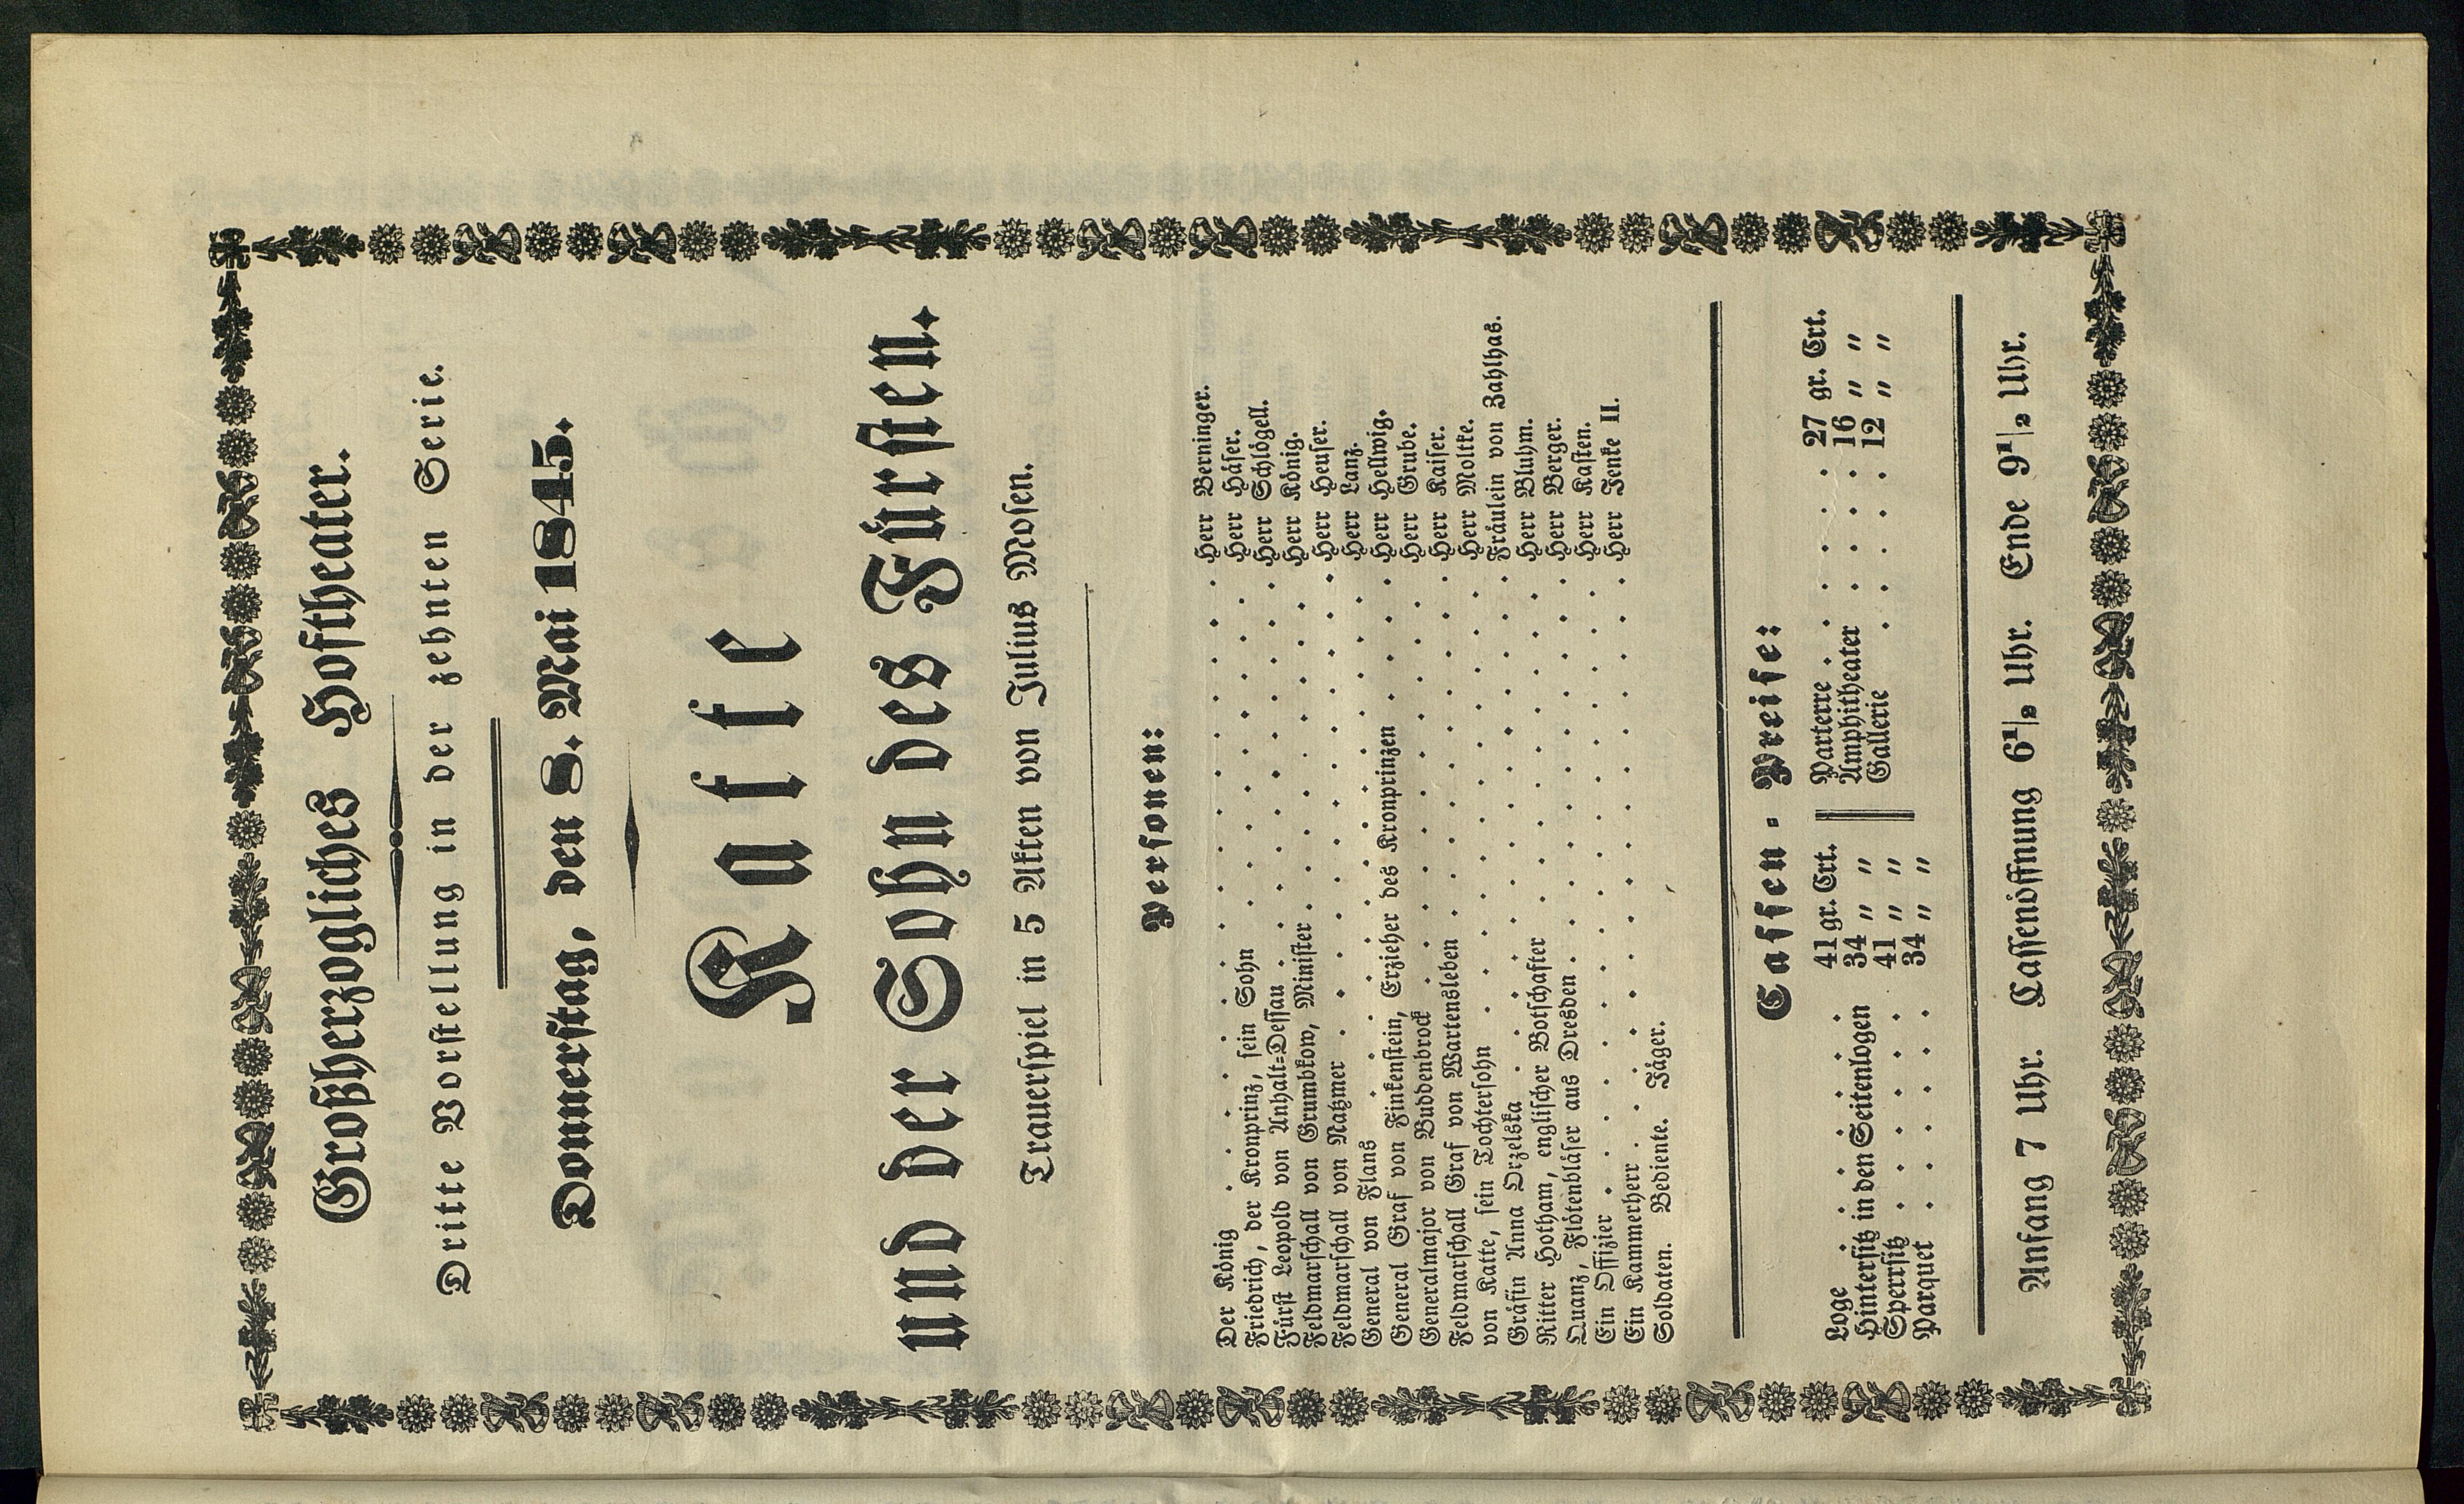 Großherzogliches Hoftheater.
Dritte Vorstellung in der zehnten Serie.
Donnerstag, den 8. Mai 1845.
Katte
und der Sohn des Fürsten.
Trauerspiel in 5 Akten von Julius Mosen.
Personen:
Der König . . . . . . . . Herr Berninger.
Friedrich, der Kronprinz, sein Sohn . . . . . . . . Herr Häser.
Fürst Leopold von Anhalt-Dessau . . . . . . . . Herr Schlögell.
Feldmarschall von Grumbkow, Minister . . . . . . . . Herr König.
Feldmarschall von Natzmer . . . . . . . . Herr Heuser.
General von Flans . . . . . . . . Herr Lanz.
General Graf von Finkenstein, Erzieher des Kronprinzen . . . . . Herr Hellwig.
Generalmajor von Buddenbrock . . . . . . . . Herr Grube.
Feldmarschall Graf von Wartensleben . . . . . . . . Herr Kaiser.
von Katte, sein Tochtersohn . . . . . . . . Herr Moltke.
Gräfin Anna Orzelska . . . . . . . . Fräulein von Zahlhas.
Ritter Hotham, englischer Botschafter . . . . . . . . Herr Bluhm.
Quanz, Flötenbläser aus Dresden . . . . . . . . Herr Berger.
Ein Offizier . . . . . . . . Herr Kasten.
Ein Kammerherr . . . . . . . . Herr Jenke II.
Soldaten. Bediente. Jäger.
Cassen-Preise:
Loge . . . . . 41 gr. Crt.
Hintersitz in den Seitenlogen 34 " "
Sperrsitz . . . . . 41 " "
Parquet . . . . . 34 " "
Parterre . . . . . . 27 gr. Crt.
Amphitheater . . . . . 16 " "
Gallerie . . . . . 12 " "
Anfang 7 Uhr. Cassenöffnung 6½ Uhr. Ende 9½ Uhr.